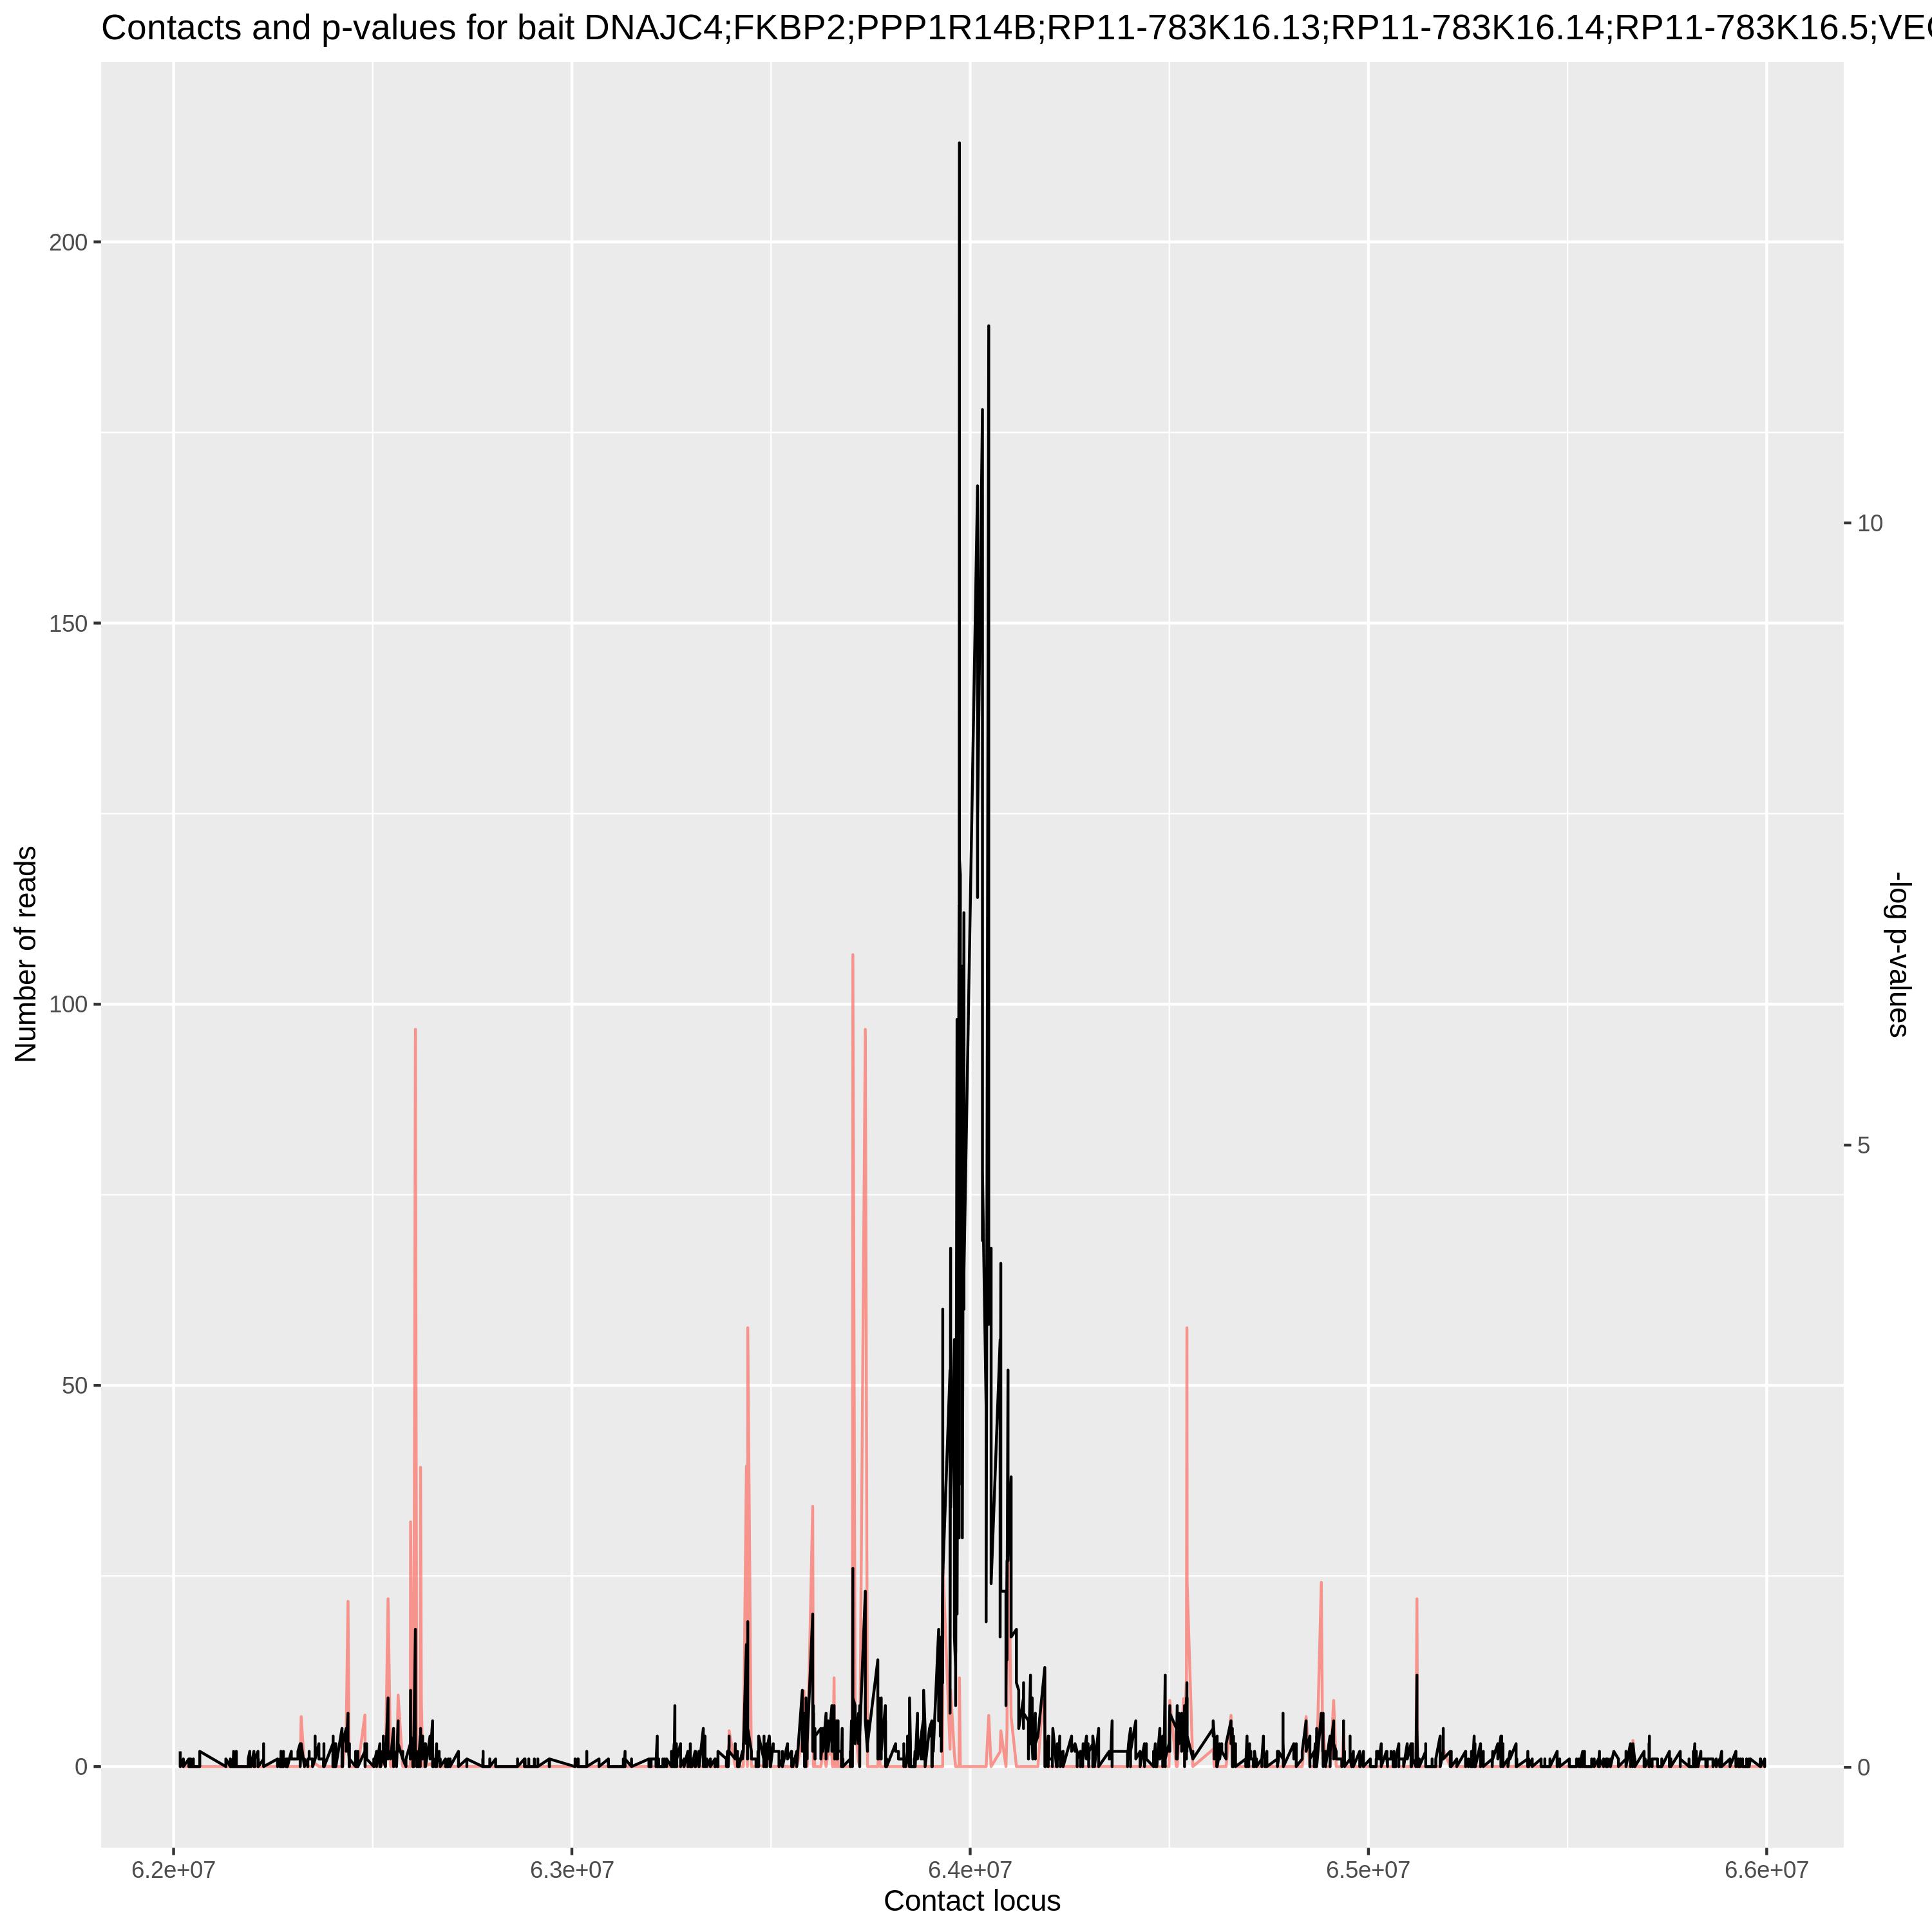 Contacts and p-values for bait DNAJC4;FKBP2;PPP1R14B;RP11-783K16.13;RP11-783K16.14;RP11-783K16.5;VEG
200
150
100
50
0
Number of reads
10
5
0
-log p-values
6.2e+07
6.3e+07
6.4e+07
6.5e+07
6.6e+07
Contact locus